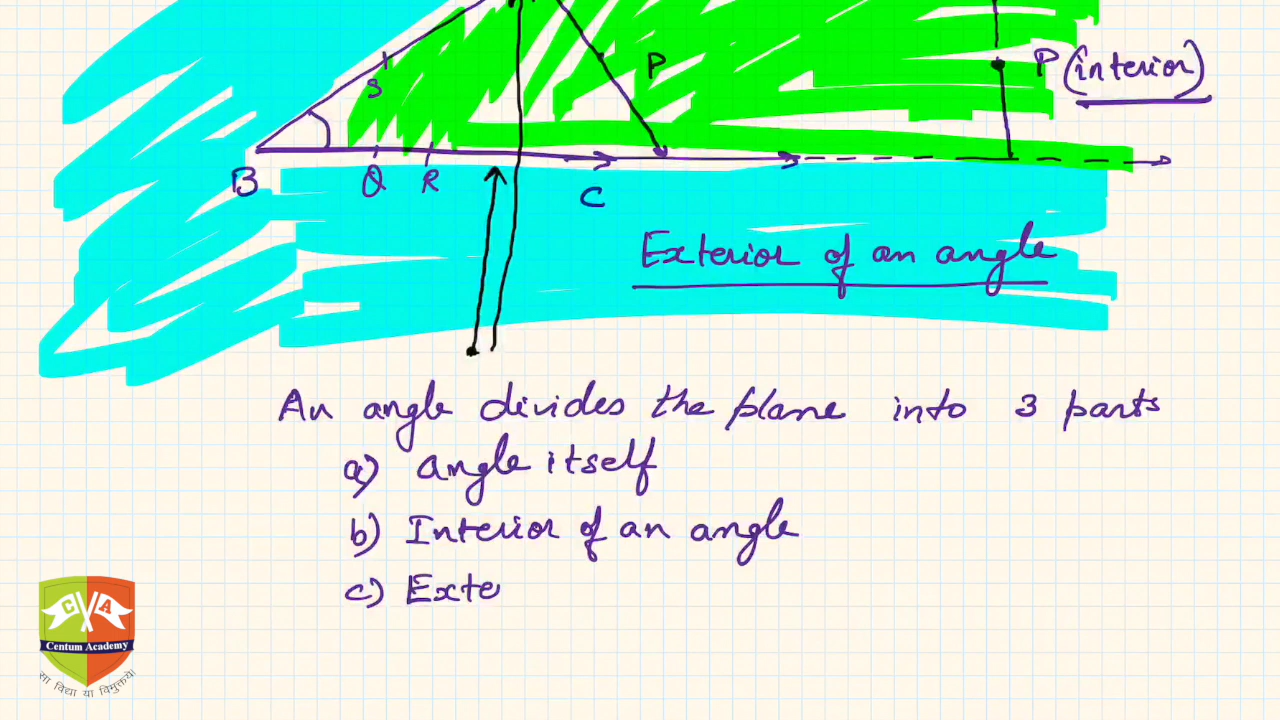 S
P
P (interior)
B
Q
R
C
Exterior of an angle
An angle divides the plane into 3 parts
a) Angle itself
b) Interior of an angle
c) Exte
C A
Centum Academy
सा विद्या या विमुक्तये।